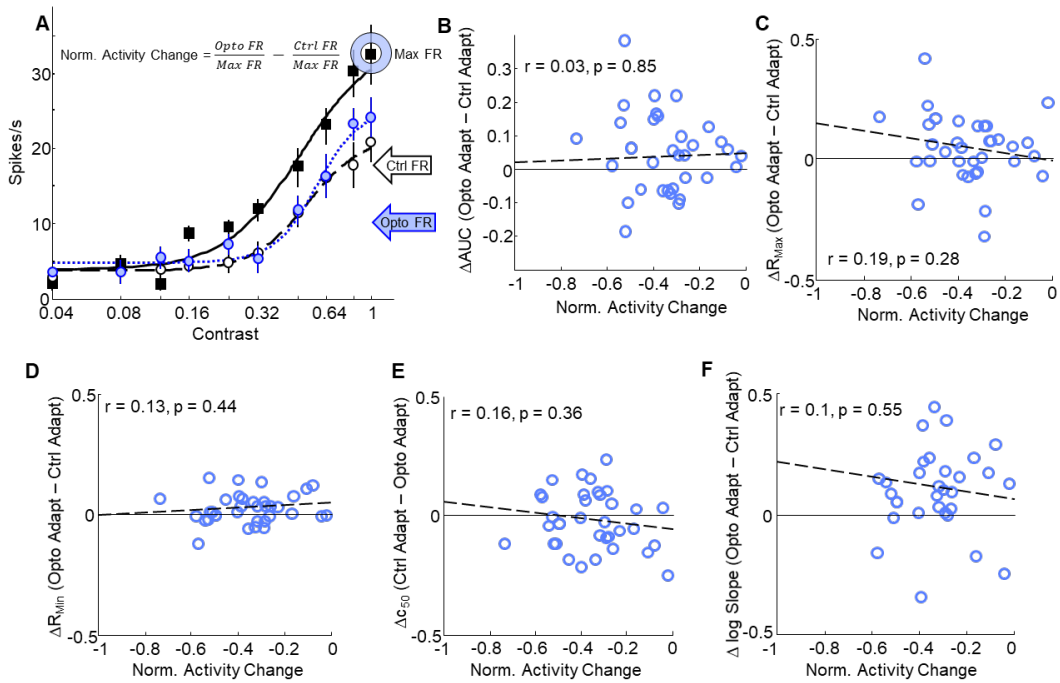 A
Norm. Activity Change = Opto FR / Max FR − Ctrl FR / Max FR
Max FR
Spikes/s
30
20
10
0
Ctrl FR
Opto FR
0.04 0.08 0.16 0.32 0.64 1
Contrast
B
r = 0.03, p = 0.85
ΔAUC (Opto Adapt – Ctrl Adapt)
0.3
0.2
0.1
0
-0.2
-1 -0.8 -0.6 -0.4 -0.2 0
Norm. Activity Change
C
ΔR_Max (Opto Adapt – Ctrl Adapt)
0.5
0
-0.5
r = 0.19, p = 0.28
-1 -0.8 -0.6 -0.4 -0.2 0
Norm. Activity Change
D
r = 0.13, p = 0.44
ΔR_Min (Opto Adapt – Ctrl Adapt)
0.5
0
-0.5
-1 -0.8 -0.6 -0.4 -0.2 0
Norm. Activity Change
E
r = 0.16, p = 0.36
Δc_50 (Ctrl Adapt – Opto Adapt)
0.5
0
-0.5
-1 -0.8 -0.6 -0.4 -0.2 0
Norm. Activity Change
F
r = 0.1, p = 0.55
Δ log Slope (Opto Adapt – Ctrl Adapt)
0.5
0
-0.5
-1 -0.8 -0.6 -0.4 -0.2 0
Norm. Activity Change